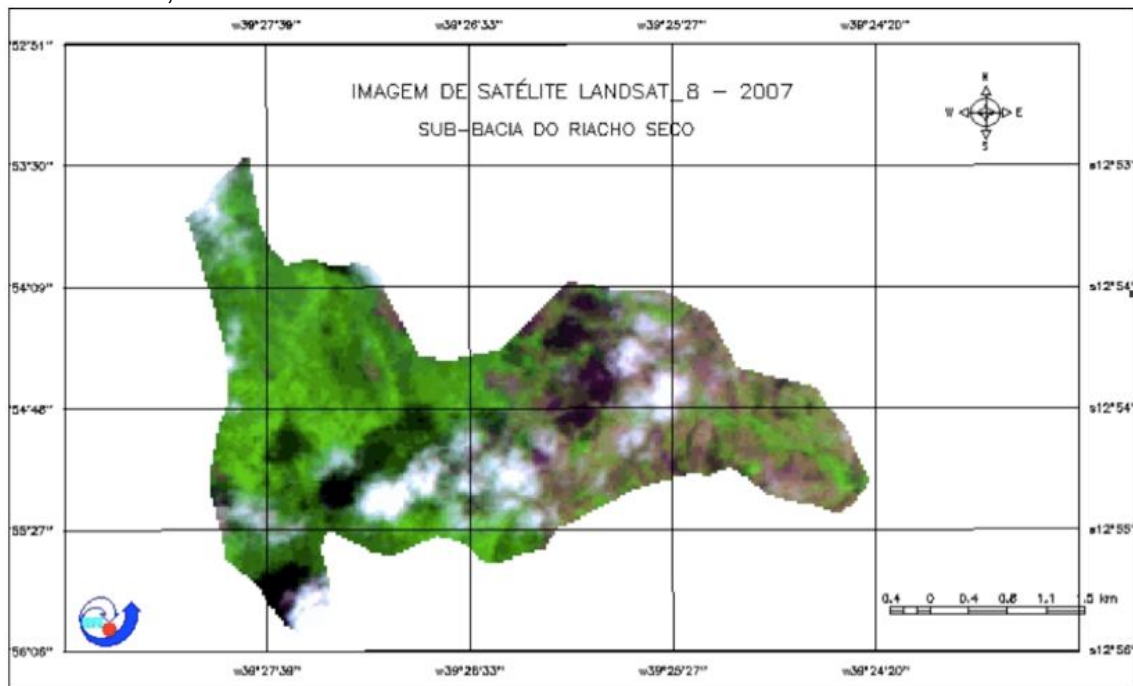 w39°27'39" w39°26'33" w39°25'27" w39°24'20"
52'51"
IMAGEM DE SATÉLITE LANDSAT_8 - 2007
SUB-BACIA DO RIACHO SECO
N
W E
S
53'30" s12°53'
54'09" s12°54'
54'48" s12°54'
55'27" s12°55'
0.4 0 0.4 0.8 1.1 1.5 km
56'06" s12°56'
w39°27'39" w39°26'33" w39°25'27" w39°24'20"